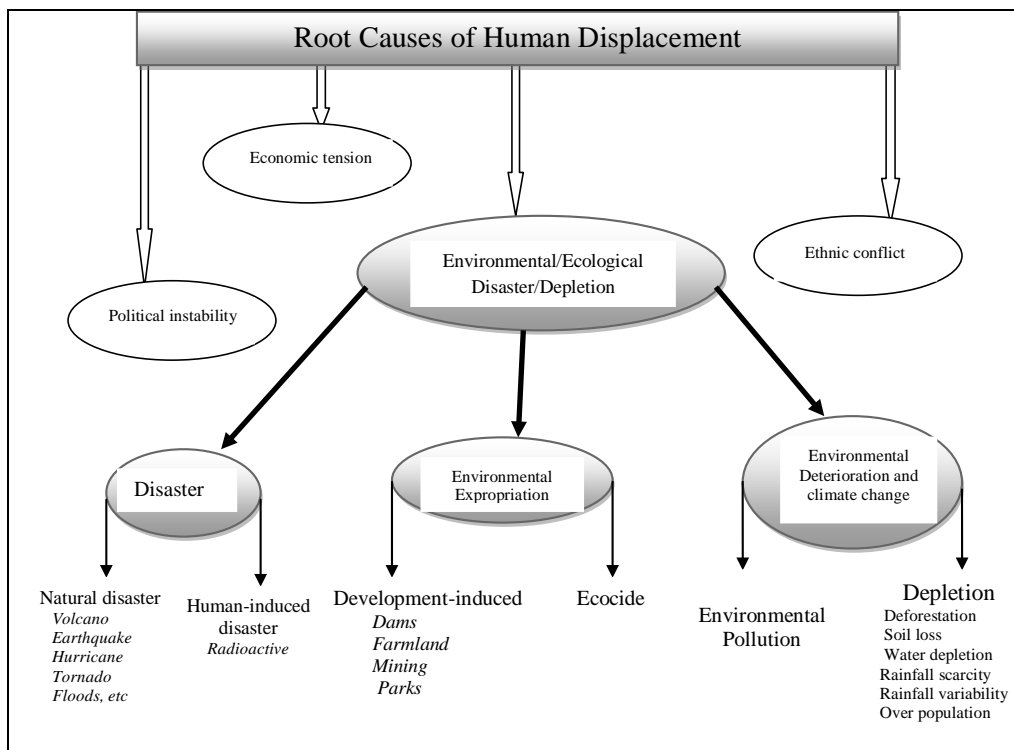 Root Causes of Human Displacement
Economic tension
Environmental/Ecological
Disaster/Depletion
Ethnic conflict
Political instability
Disaster
Environmental
Expropriation
Environmental
Deterioration and
climate change
Natural disaster
Volcano
Earthquake
Hurricane
Tornado
Floods, etc
Human-induced
disaster
Radioactive
Development-induced
Dams
Farmland
Mining
Parks
Ecocide
Environmental
Pollution
Depletion
Deforestation
Soil loss
Water depletion
Rainfall scarcity
Rainfall variability
Over population